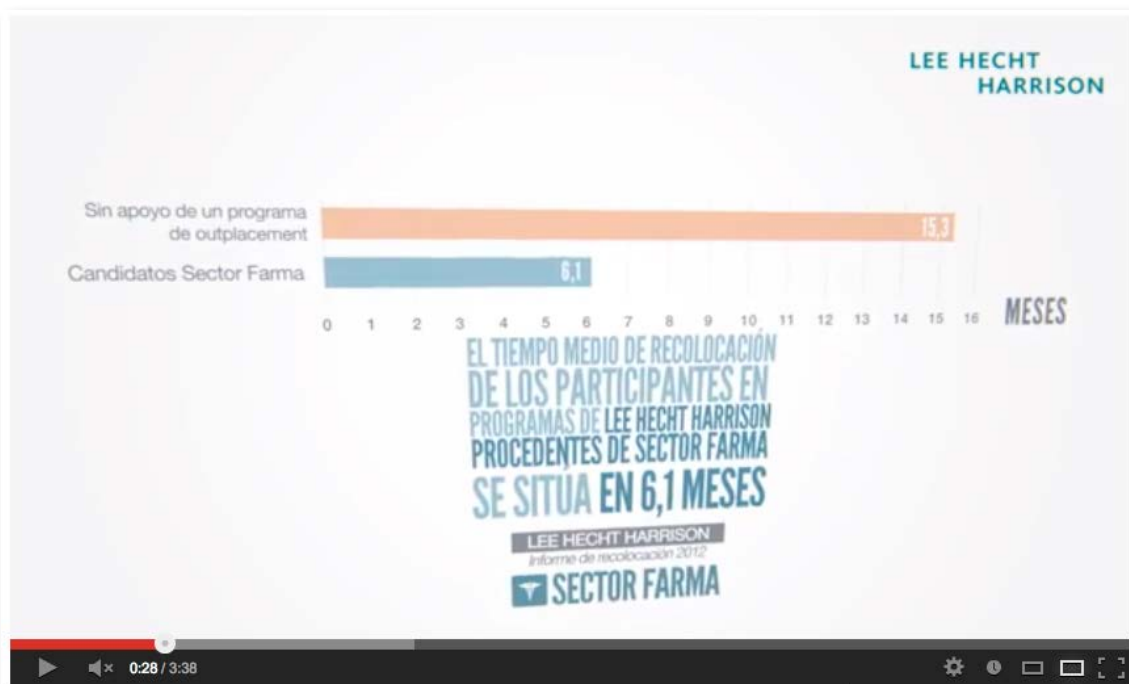 LEE HECHT
HARRISON
Sin apoyo de un programa
de outplacement
15,3
Candidatos Sector Farma
6,1
0 1 2 3 4 5 6 7 8 9 10 11 12 13 14 15 16 MESES
EL TIEMPO MEDIO DE RECOLOCACIÓN
DE LOS PARTICIPANTES EN
PROGRAMAS DE LEE HECHT HARRISON
PROCEDENTES DE SECTOR FARMA
SE SITÚA EN 6,1 MESES
LEE HECHT HARRISON
Informe de recolocación 2012
SECTOR FARMA
0:28 / 3:38